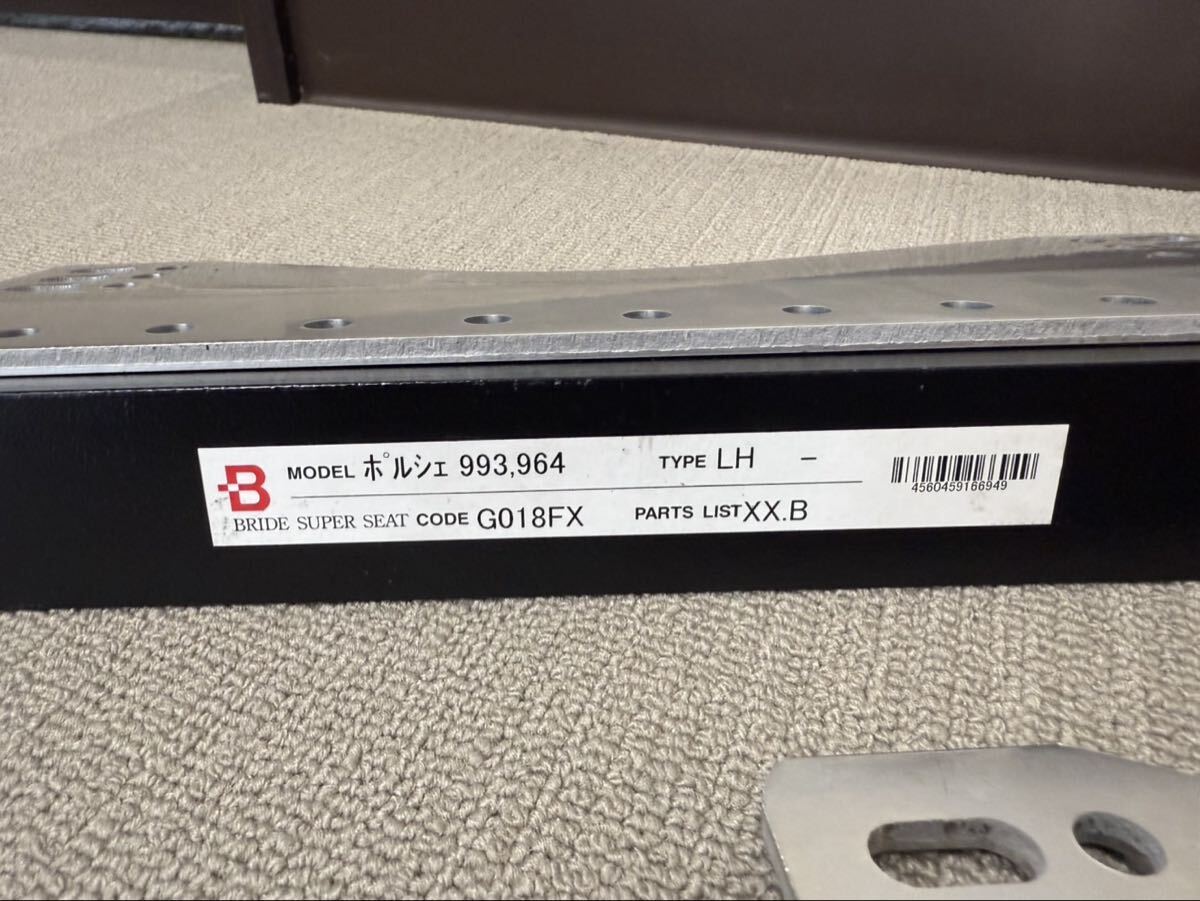 B MODEL ポルシェ 993,964 TYPE LH -
BRIDE SUPER SEAT CODE G018FX PARTS LIST XX.B
4560459166949